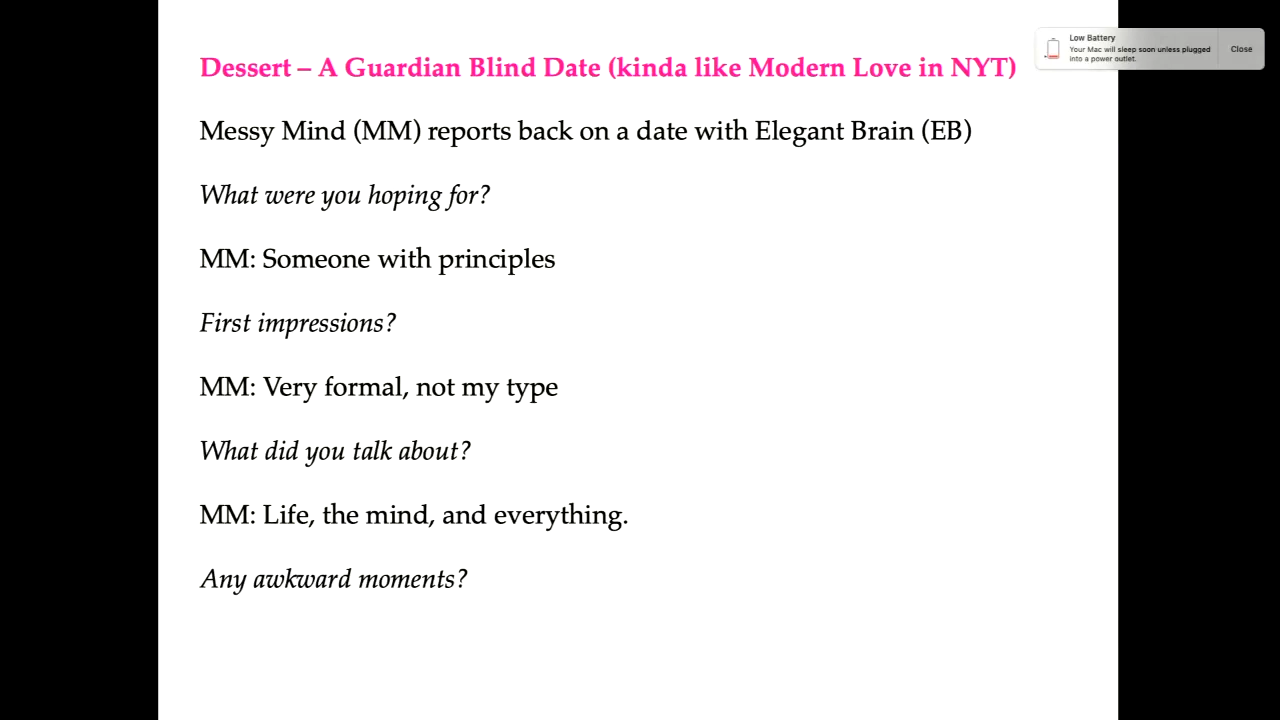 Dessert – A Guardian Blind Date (kinda like Modern Love in NYT)
Low Battery
Your Mac will sleep soon unless plugged
into a power outlet.
Close
Messy Mind (MM) reports back on a date with Elegant Brain (EB)
What were you hoping for?
MM: Someone with principles
First impressions?
MM: Very formal, not my type
What did you talk about?
MM: Life, the mind, and everything.
Any awkward moments?